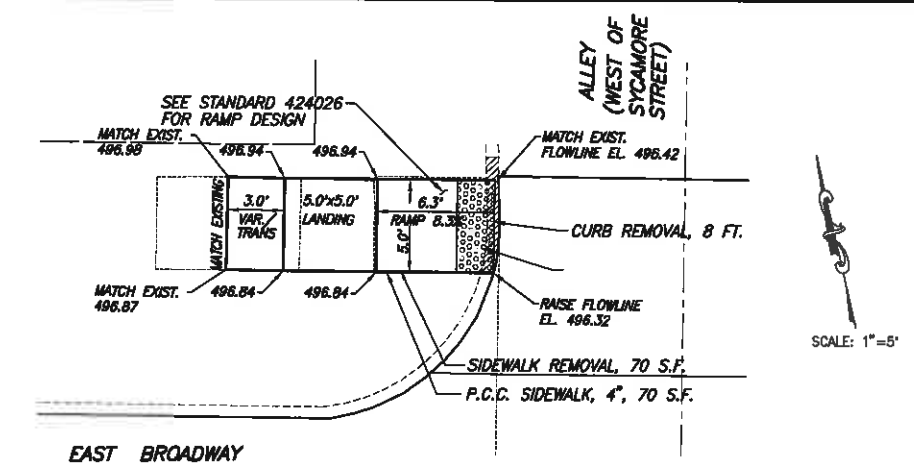 ALLEY
(WEST OF
SYCAMORE
STREET)
SEE STANDARD 424026
FOR RAMP DESIGN
MATCH EXIST.
496.98
496.94
496.94
MATCH EXIST.
FLOWLINE EL. 496.42
MATCH EXISTING
3.0'
VAR.
TRANS
5.0'x5.0'
LANDING
6.3'
RAMP 8.3%
5.0'
CURB REMOVAL, 8 FT.
MATCH EXIST.
496.87
496.84
496.84
RAISE FLOWLINE
EL. 496.32
SCALE: 1"=5'
SIDEWALK REMOVAL, 70 S.F.
P.C.C. SIDEWALK, 4", 70 S.F.
EAST BROADWAY